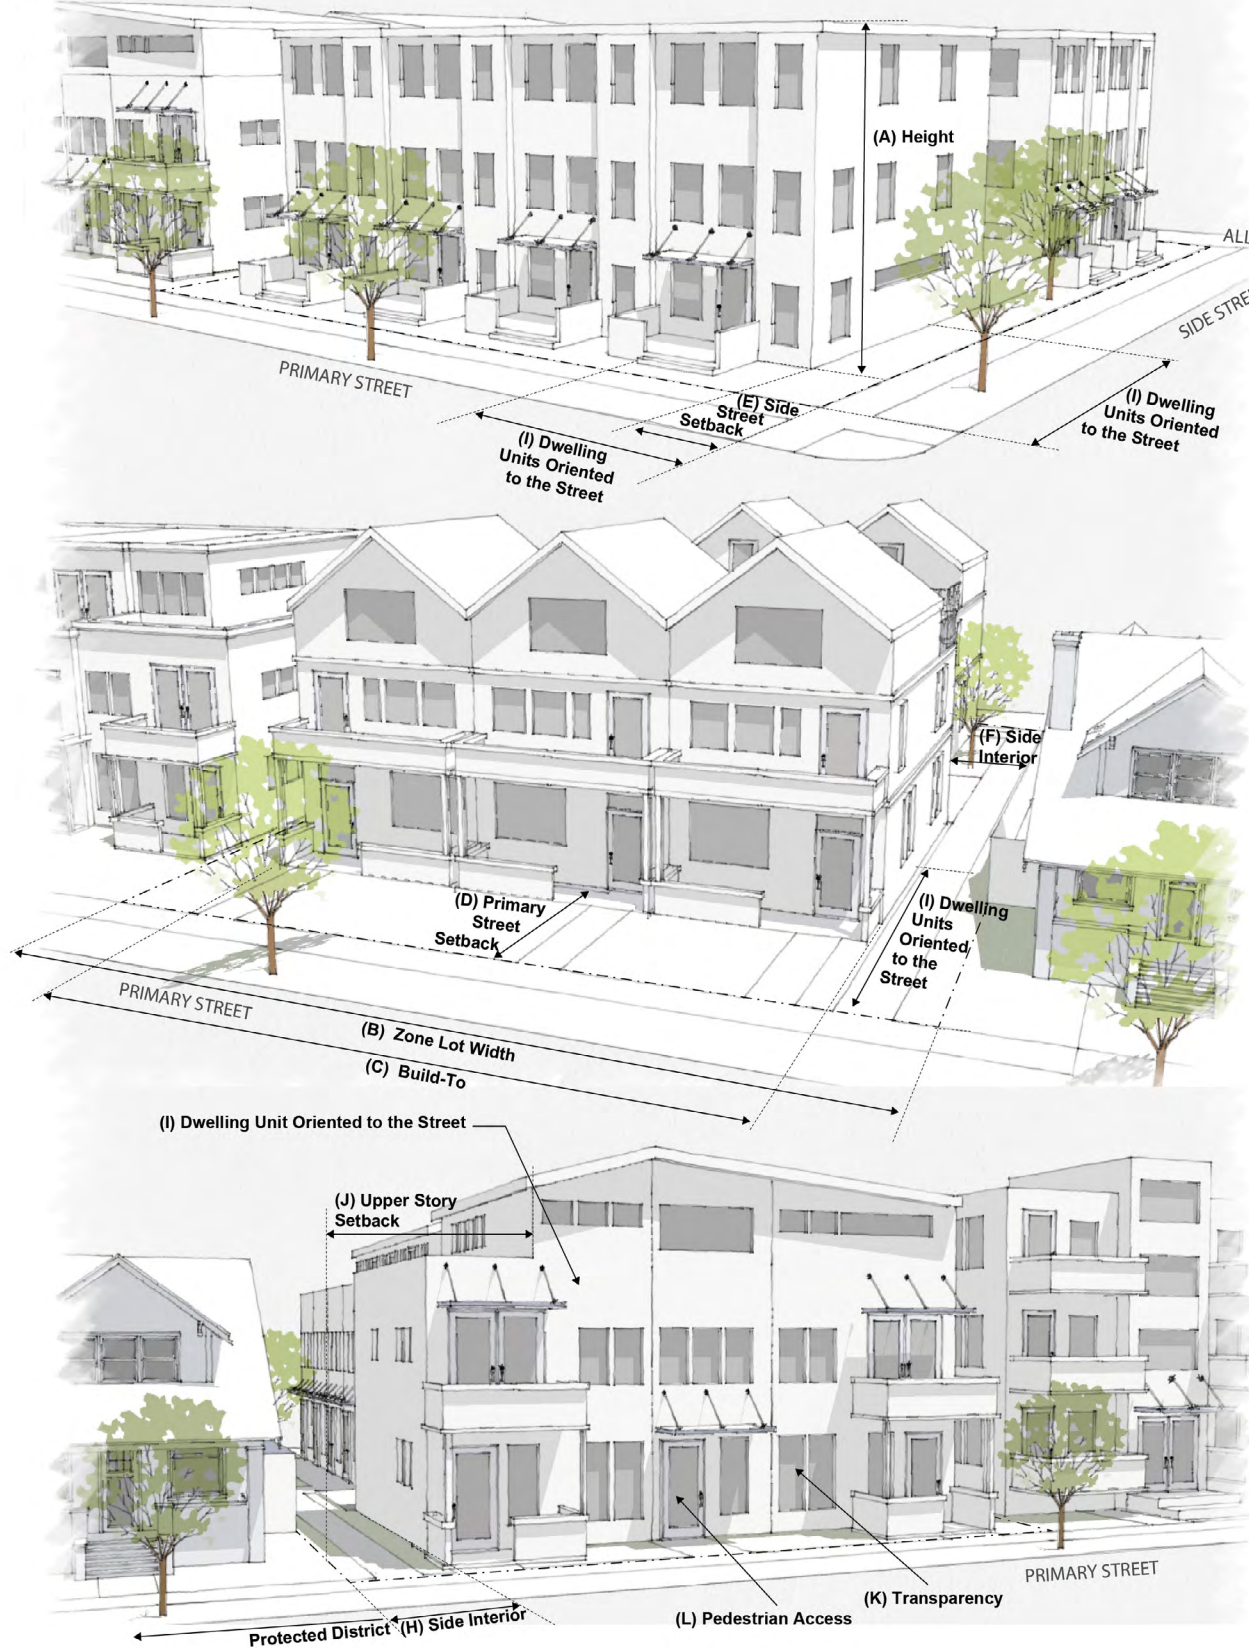 (A) Height
SIDE
PRIMARY STREET
(E) Side
Street
Setback
(I) Dwelling
Units Oriented
to the Street
(I) Dwelling
Units Oriented
to the Street
(F) Side
Interior
(D) Primary
Street
Setback
(I) Dwelling
Units
Oriented
to the
Street
PRIMARY STREET
(B) Zone Lot Width
(C) Build-To
(I) Dwelling Unit Oriented to the Street
(J) Upper Story
Setback
PRIMARY STREET
(K) Transparency
(L) Pedestrian Access
Protected District (H) Side Interior